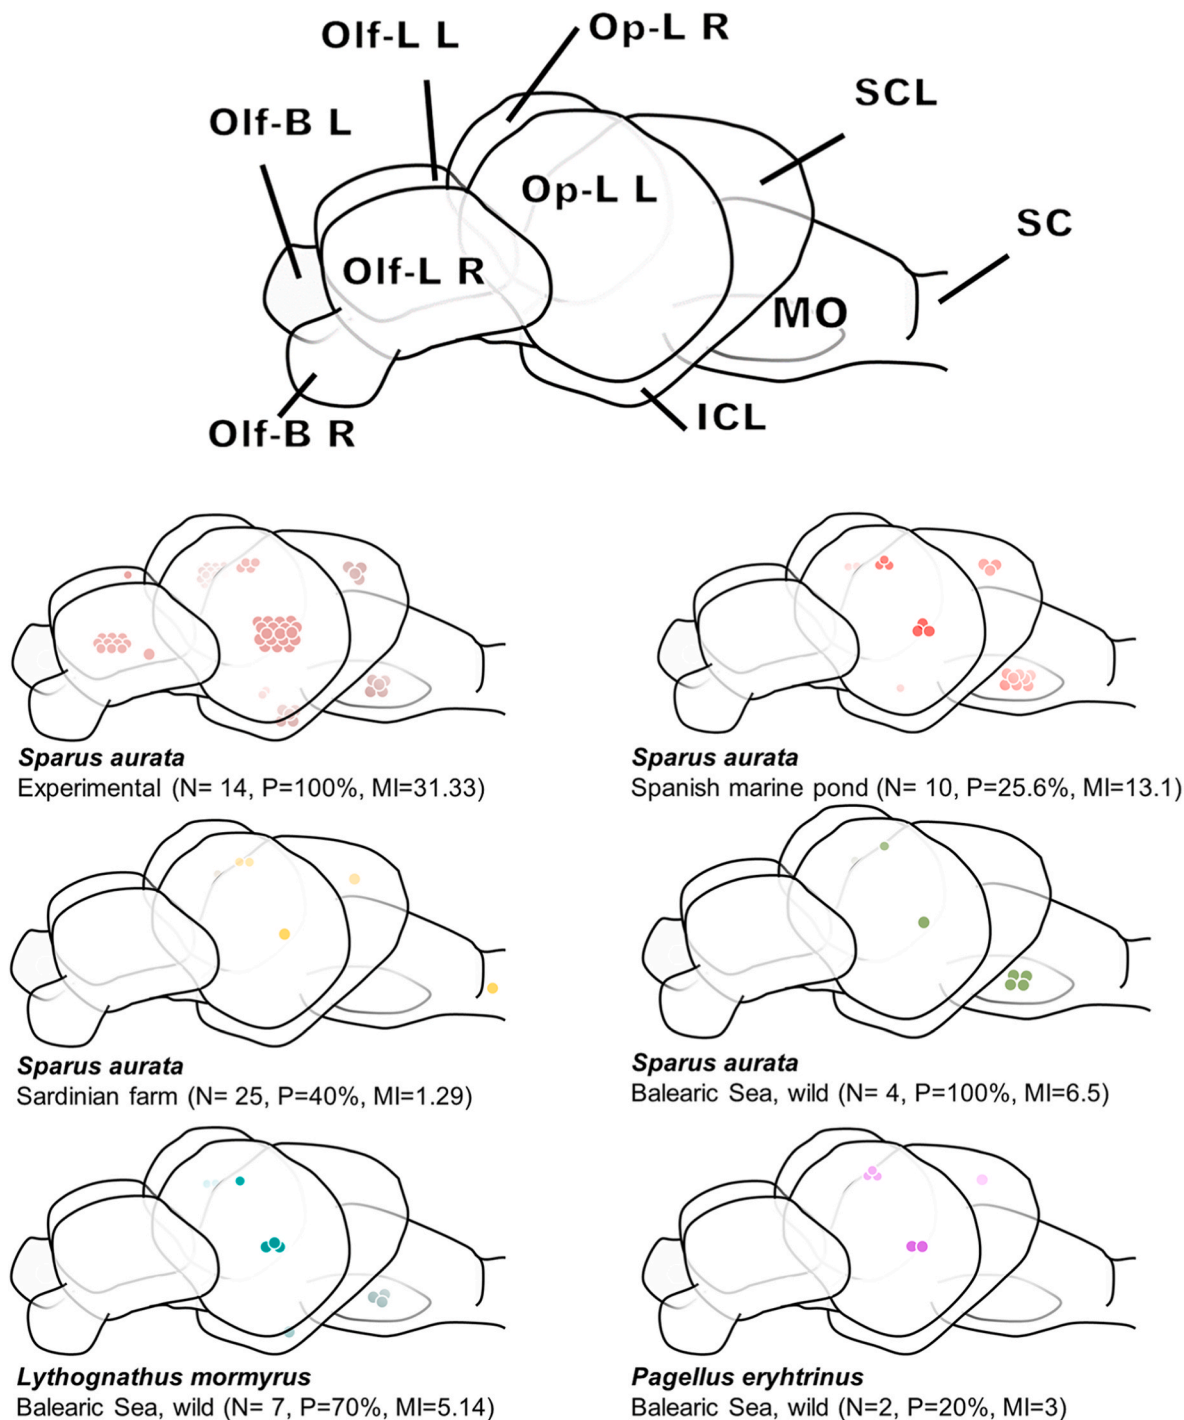 Olf-L L
Op-L R
SCL
Olf-B L
Op-L L
SC
Olf-L R
MO
ICL
Olf-B R
Sparus aurata
Experimental (N= 14, P=100%, MI=31.33)
Sparus aurata
Spanish marine pond (N= 10, P=25.6%, MI=13.1)
Sparus aurata
Sardinian farm (N= 25, P=40%, MI=1.29)
Sparus aurata
Balearic Sea, wild (N= 4, P=100%, MI=6.5)
Lythognathus mormyrus
Balearic Sea, wild (N= 7, P=70%, MI=5.14)
Pagellus eryhtrinus
Balearic Sea, wild (N=2, P=20%, MI=3)